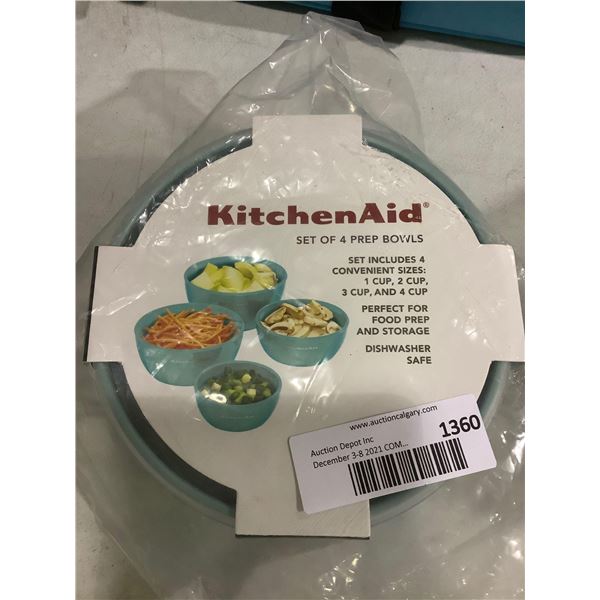 KitchenAid®
SET OF 4 PREP BOWLS
SET INCLUDES 4
CONVENIENT SIZES:
1 CUP, 2 CUP,
3 CUP, AND 4 CUP
PERFECT FOR
FOOD PREP
AND STORAGE
DISHWASHER
SAFE
www.auctioncalgary.com
Auction Depot Inc
December 3-8 2021 COM...
1360